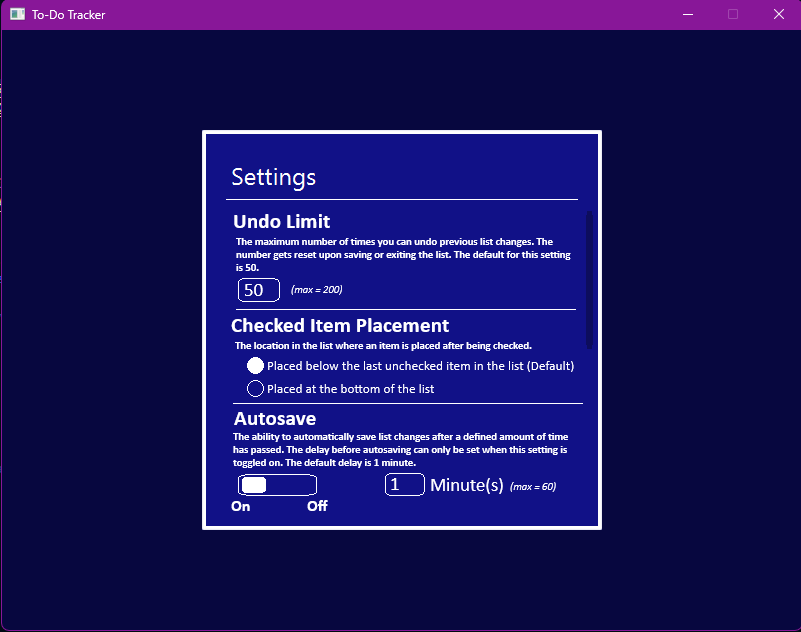 To-Do Tracker
Settings
Undo Limit
The maximum number of times you can undo previous list changes. The
number gets reset upon saving or exiting the list. The default for this setting
is 50.
50 (max = 200)
Checked Item Placement
The location in the list where an item is placed after being checked.
Placed below the last unchecked item in the list (Default)
Placed at the bottom of the list
Autosave
The ability to automatically save list changes after a defined amount of time
has passed. The delay before autosaving can only be set when this setting is
toggled on. The default delay is 1 minute.
1 Minute(s) (max = 60)
On Off